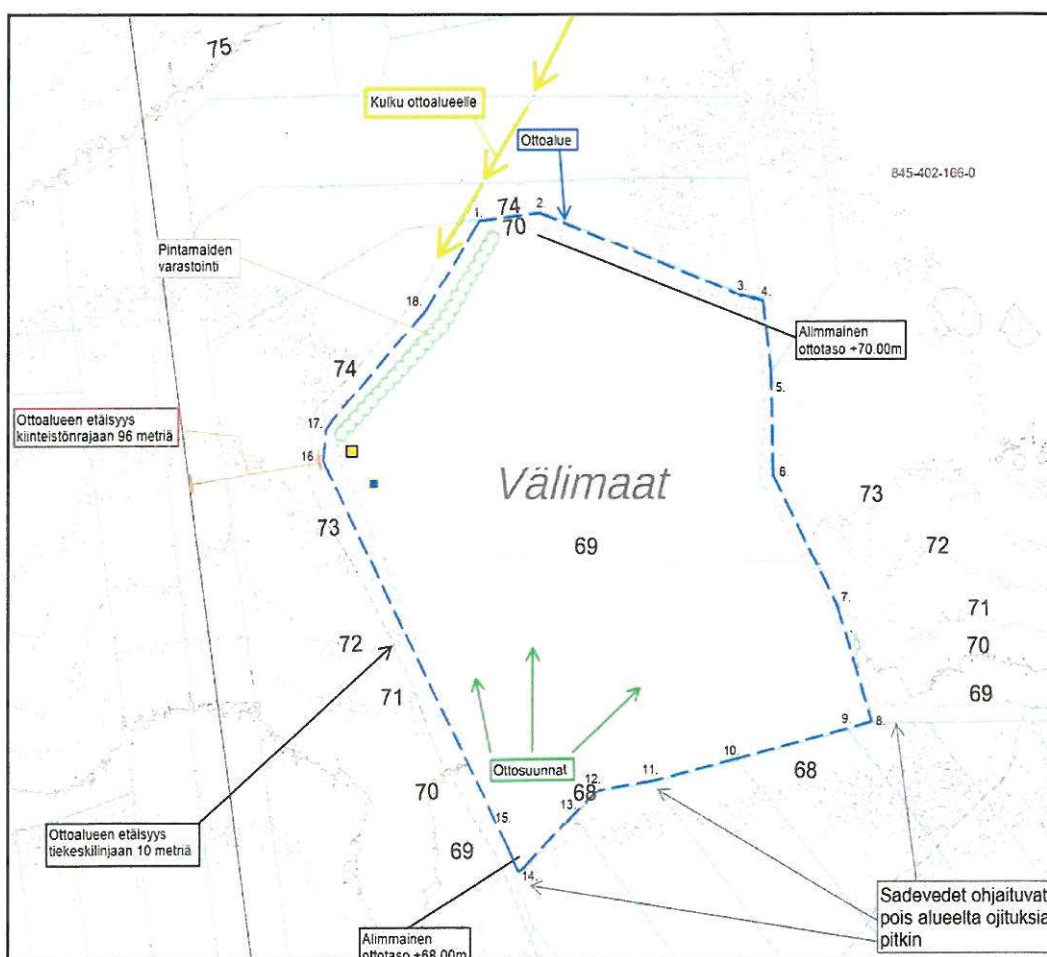 75
Kulku ottoalueelle
Ottoalue
845-402-166-0
74
1.
2.
70
Pintamaiden
varastointi
3.
4.
18.
Alimmainen
ottotaso +70.00m
74
5.
17.
Ottoalueen etäisyys
kiinteistönrajaan 96 metriä
16.
6.
Välimaat
73
73
69
72
7.
71
72
70
71
69
9.
8.
10.
68
Ottosuunnat
11.
12.
68
13.
70
15.
69
Ottoalueen etäisyys
tiekeskilinjaan 10 metriä
14.
Sadevedet ohjaituvat
pois alueelta ojituksia
pitkin
Alimmainen
ottotaso +68.00m